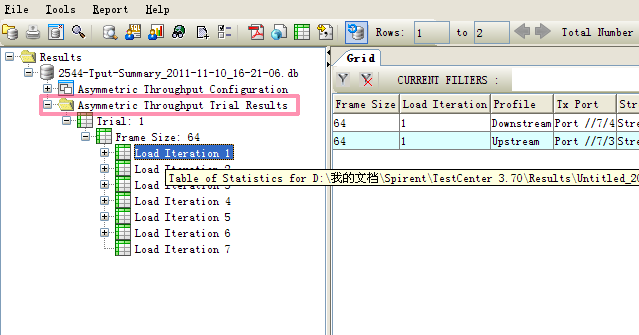 File Tools Report Help
Rows: 1 to 2 Total Number
Results
2544-Tput-Summary_2011-11-10_16-21-06.db
Asymmetric Throughput Configuration
Asymmetric Throughput Trial Results
Trial: 1
Frame Size: 64
Load Iteration 1
Load Iteration 2
Load Iteration 3
Load Iteration 4
Load Iteration 5
Load Iteration 6
Load Iteration 7
Table of Statistics for D:\我的文档\Spirent\TestCenter 3.70\Results\Untitled_20
Grid
CURRENT FILTERS :
Frame Size Load Iteration Profile Tx Port Str
64 1 Downstream Port //7/4 Stre
64 1 Upstream Port //7/3 Stre